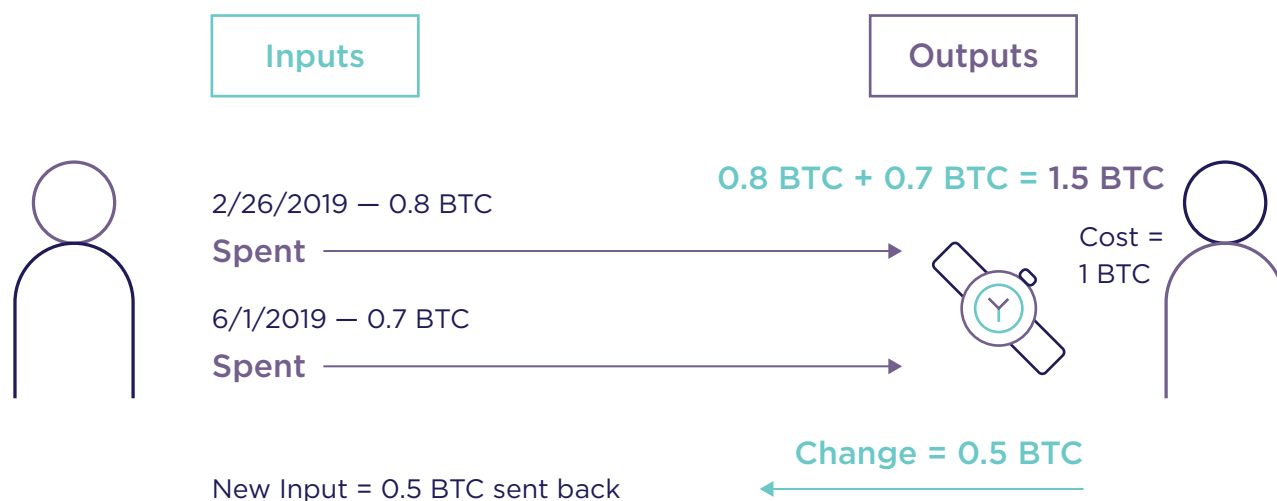 Inputs
Outputs
0.8 BTC + 0.7 BTC = 1.5 BTC
2/26/2019 — 0.8 BTC
Spent
Cost =
1 BTC
6/1/2019 — 0.7 BTC
Spent
Change = 0.5 BTC
New Input = 0.5 BTC sent back